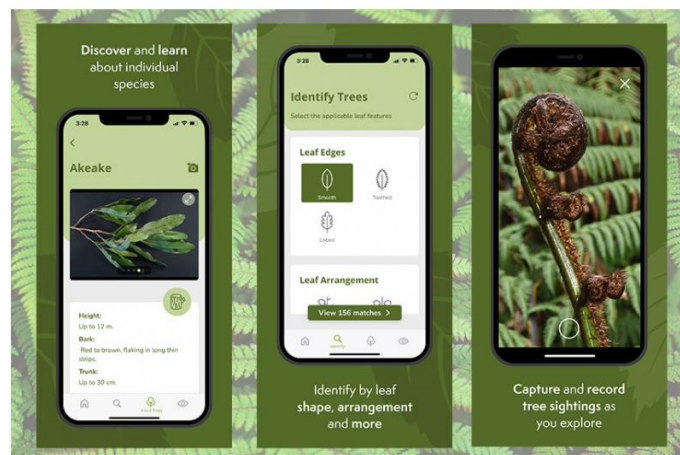 Discover and learn
about individual
species
3:28
Akeake
Height:
Up to 12 m.
Bark:
Red to brown, flaking in long thin
strips.
Trunk:
Up to 30 cm.
3:28
Identify Trees
Select the applicable leaf features
Leaf Edges
Smooth
Toothed
Lobed
Leaf Arrangement
View 156 matches
Identify
Identify by leaf
shape, arrangement
and more
Capture and record
tree sightings as
you explore